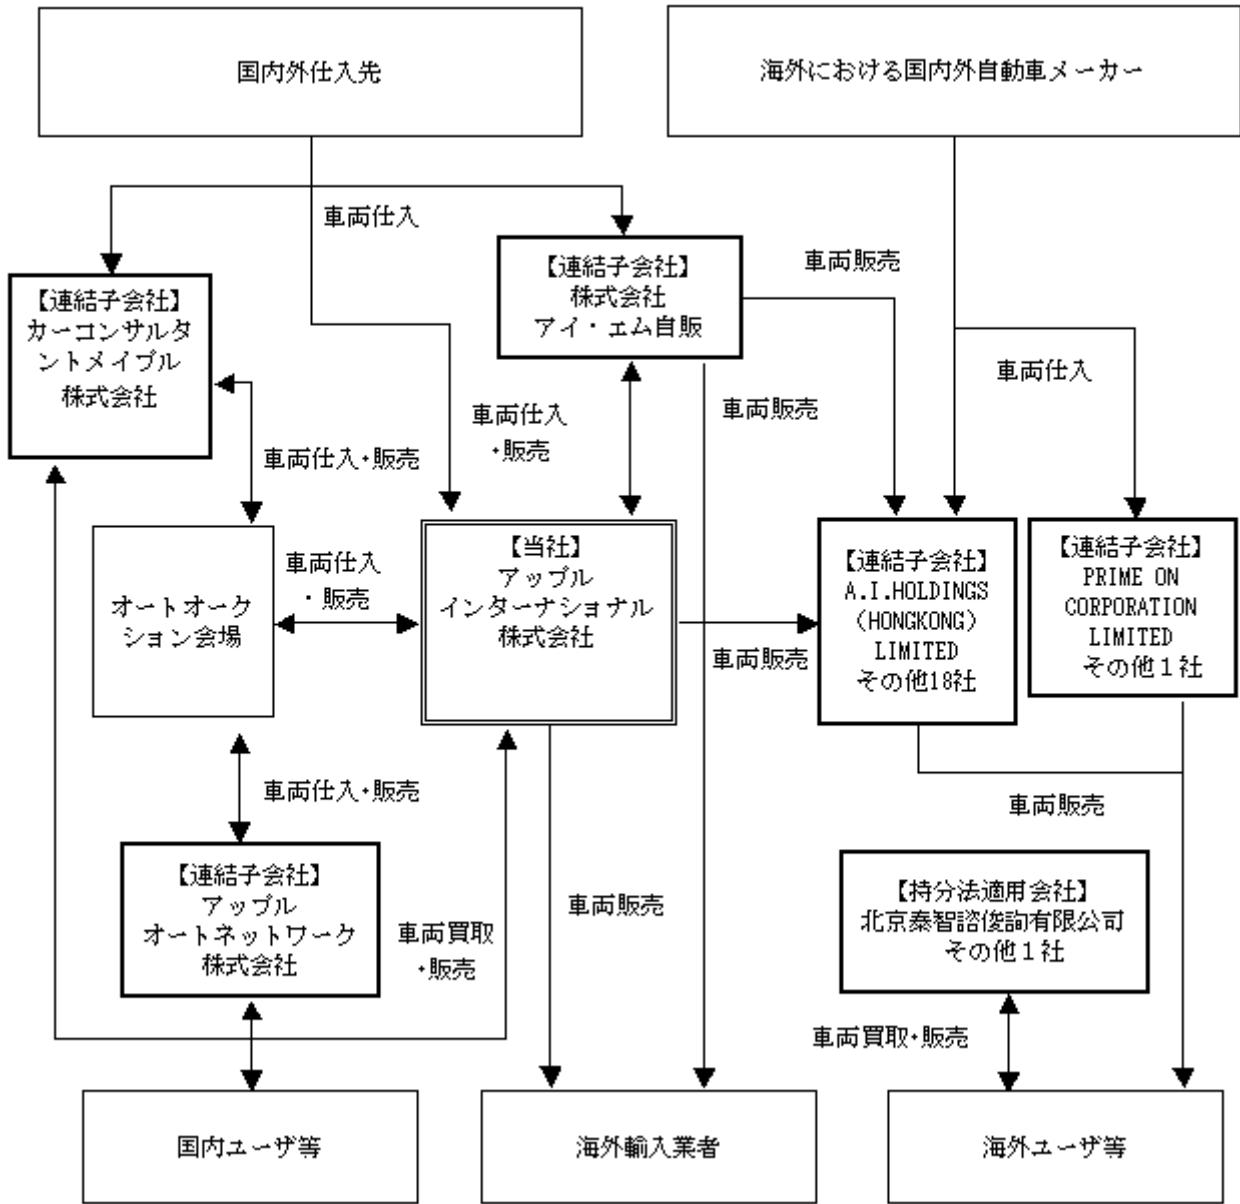 国内外仕入先
海外における国内外自動車メーカー
車両仕入
【連結子会社】
株式会社
アイ・エム自販
車両販売
【連結子会社】
カーコンサルタ
ントメイプル
株式会社
車両仕入
車両販売
車両仕入
・販売
車両仕入・販売
【当社】
アップル
インターナショナル
株式会社
【連結子会社】
A.I.HOLDINGS
(HONGKONG)
LIMITED
その他18社
【連結子会社】
PRIME ON
CORPORATION
LIMITED
その他1社
車両仕入
・販売
オートオーク
ション会場
車両販売
車両仕入・販売
車両販売
【連結子会社】
アップル
オートネットワーク
株式会社
車両買取
・販売
車両販売
【持分法適用会社】
北京泰智諮俊詢有限公司
その他1社
車両買取・販売
国内ユーザ等
海外輸入業者
海外ユーザ等